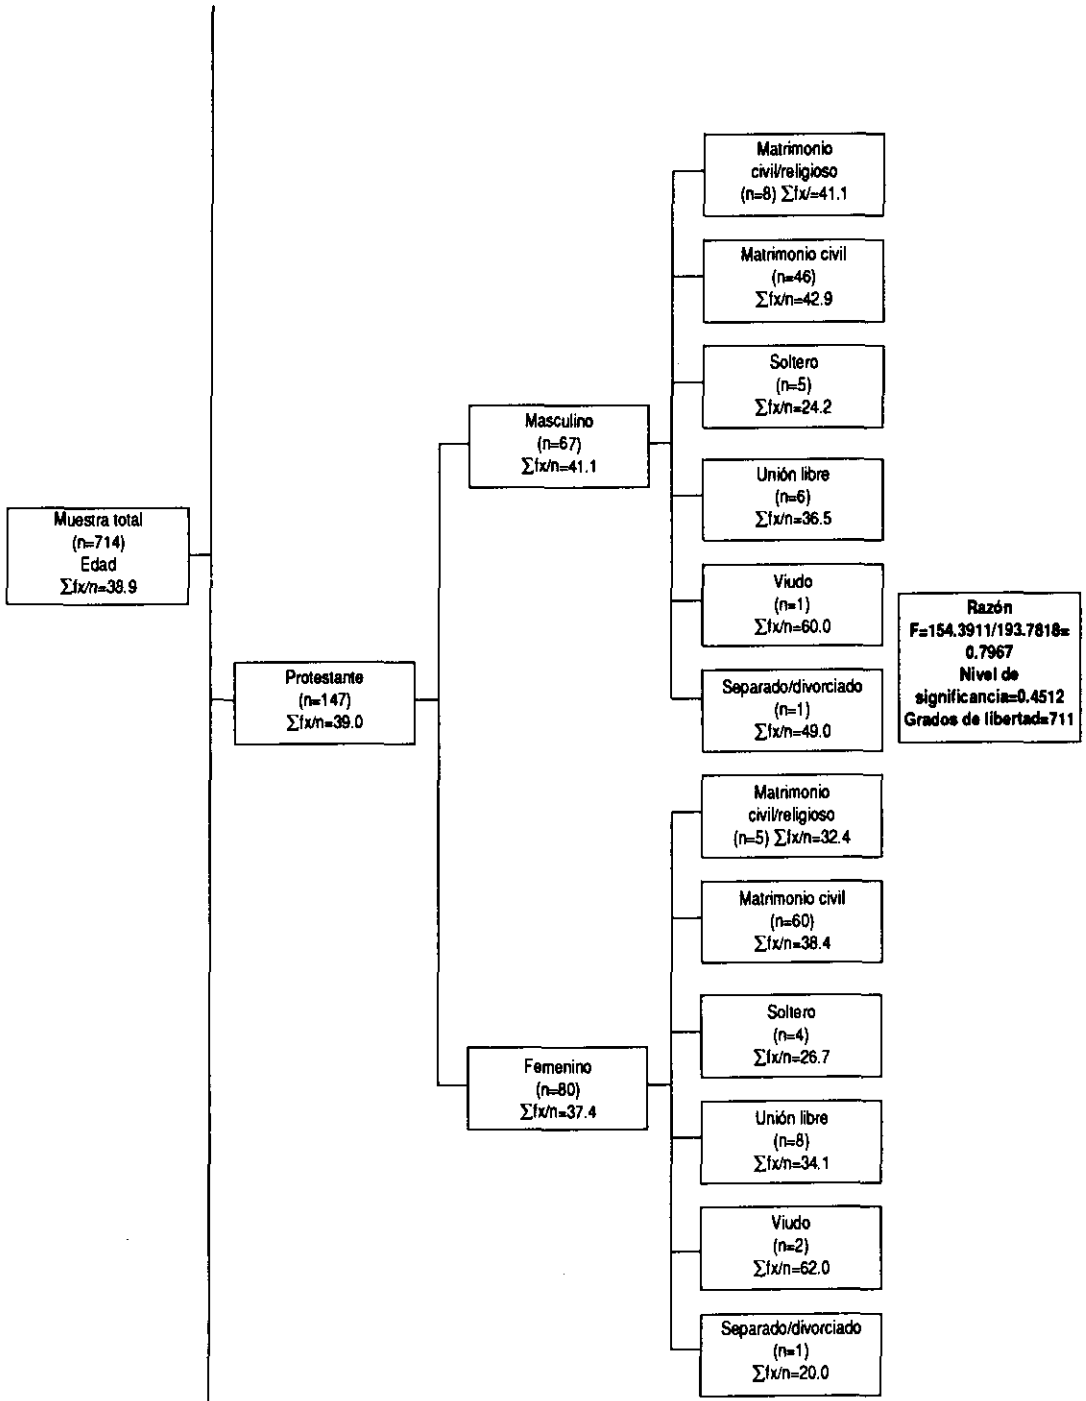 Muestra total
(n=714)
Edad
∑fx/n=38.9
Protestante
(n=147)
∑fx/n=39.0
Masculino
(n=67)
∑fx/n=41.1
Matrimonio
civil/religioso
(n=8) ∑fx/=41.1
Matrimonio civil
(n=46)
∑fx/n=42.9
Soltero
(n=5)
∑fx/n=24.2
Unión libre
(n=6)
∑fx/n=36.5
Viudo
(n=1)
∑fx/n=60.0
Separado/divorciado
(n=1)
∑fx/n=49.0
Razón
F=154.3911/193.7818=
0.7967
Nivel de
significancia=0.4512
Grados de libertad=711
Femenino
(n=80)
∑fx/n=37.4
Matrimonio
civil/religioso
(n=5) ∑fx/n=32.4
Matrimonio civil
(n=60)
∑fx/n=38.4
Soltero
(n=4)
∑fx/n=26.7
Unión libre
(n=8)
∑fx/n=34.1
Viudo
(n=2)
∑fx/n=62.0
Separado/divorciado
(n=1)
∑fx/n=20.0